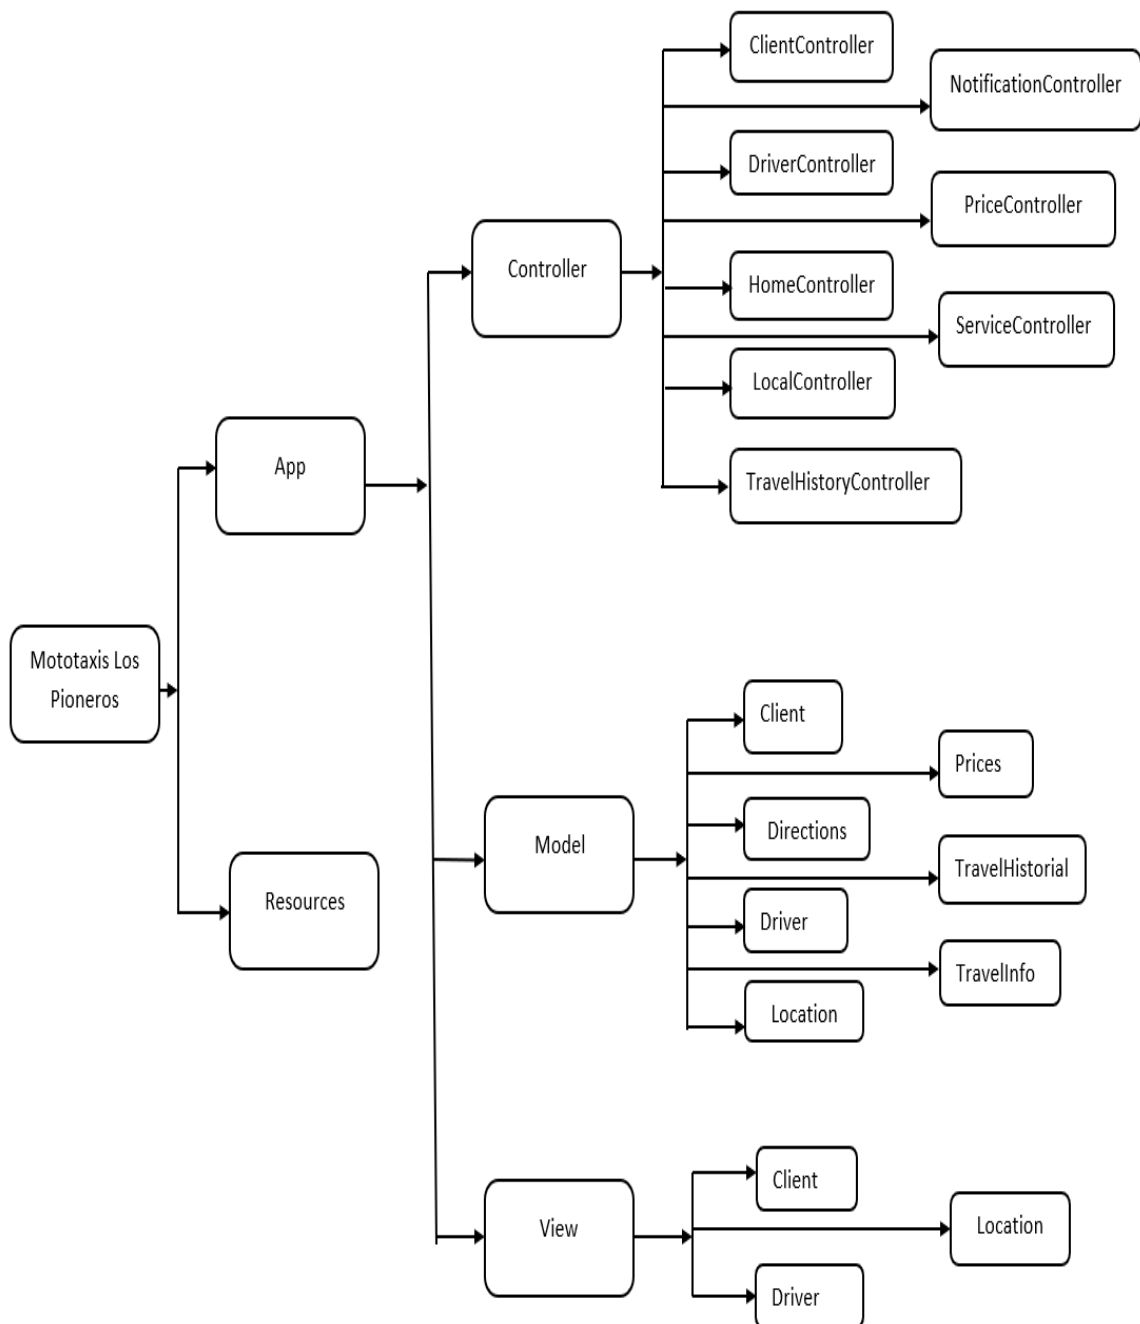 ClientController
NotificationController
DriverController
PriceController
Controller
HomeController
ServiceController
LocalController
App
TravelHistoryController
Mototaxis Los
Pioneros
Client
Prices
Model
Directions
TravelHistorial
Resources
Driver
TravelInfo
Location
Client
View
Location
Driver